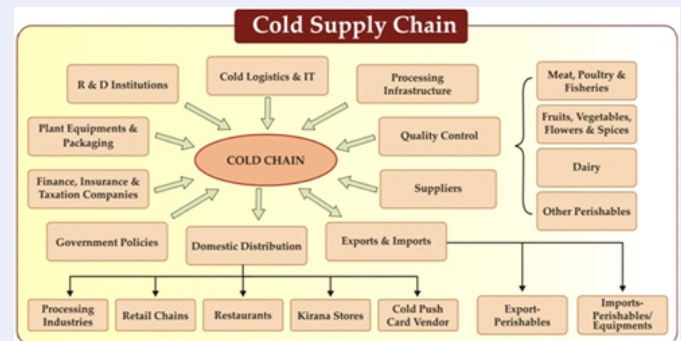 Cold Supply Chain
R & D Institutions
Cold Logistics & IT
Processing
Infrastructure
Meat, Poultry &
Fisheries
Plant Equipments &
Packaging
Quality Control
Fruits, Vegetables,
Flowers & Spices
COLD CHAIN
Dairy
Finance, Insurance &
Taxation Companies
Suppliers
Other Perishables
Government Policies
Domestic Distribution
Exports & Imports
Processing
Industries
Retail Chains
Restaurants
Kirana Stores
Cold Push
Card Vendor
Export-
Perishables
Imports-
Perishables/
Equipments